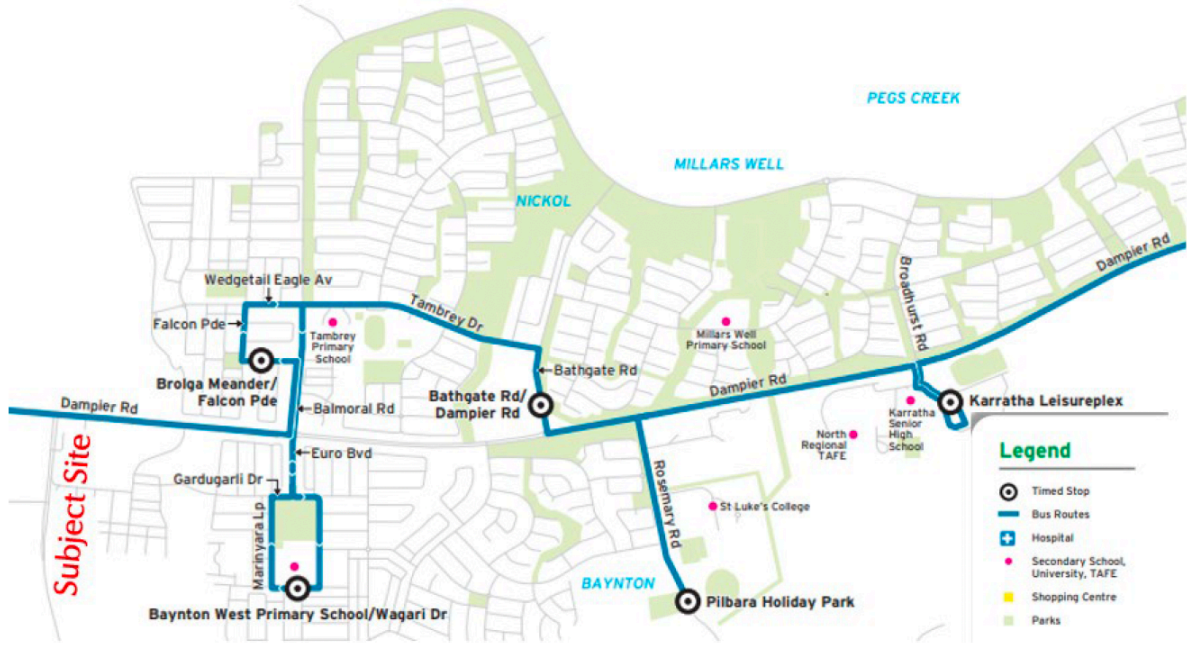 PEGS CREEK
MILLARS WELL
NICKOL
Dampier Rd
Broadhurst Rd
Wedgetail Eagle Av
Falcon Pde
Tambrey Dr
Tambrey
Primary
School
Millars Well
Primary School
Bathgate Rd
Brolga Meander/
Falcon Pde
Bathgate Rd/
Dampier Rd
Dampier Rd
Karratha Leisureplex
Dampier Rd
Balmoral Rd
Karratha
Senior
High
School
North
Regional
TAFE
Euro Bvd
Gardugarli Dr
Subject Site
Marinyara Lp
Rosemary Rd
St Luke's College
BAYNTON
Pilbara Holiday Park
Baynton West Primary School/Wagari Dr
Legend
Timed Stop
Bus Routes
Hospital
Secondary School,
University, TAFE
Shopping Centre
Parks